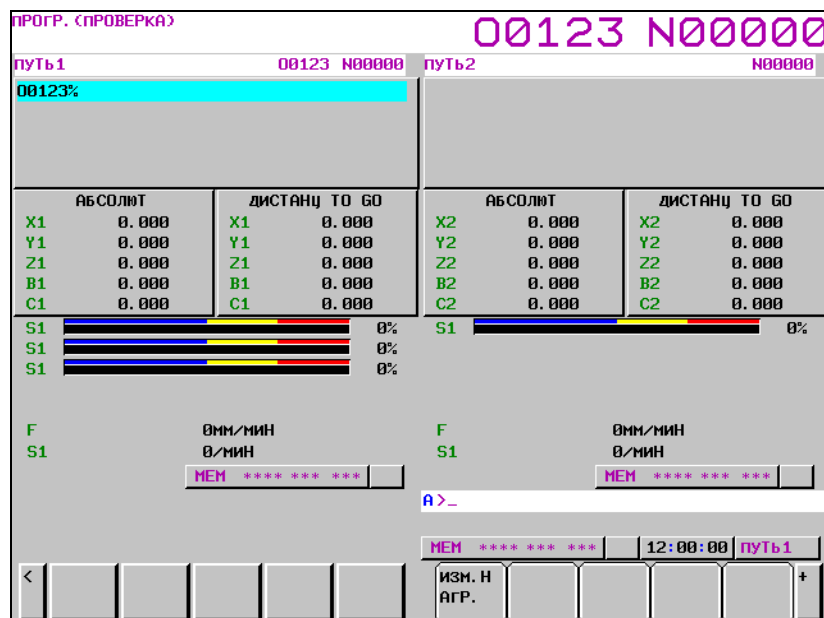 ПРОГР.(ПРОВЕРКА)
O0123 N00000
ПУТЬ1 O0123 N00000
ПУТЬ2 N00000
O0123%
АБСОЛЮТ ДИСТАНЦ TO GO
X1 0.000 X1 0.000
Y1 0.000 Y1 0.000
Z1 0.000 Z1 0.000
B1 0.000 B1 0.000
C1 0.000 C1 0.000
S1 0%
S1 0%
S1 0%
F 0ММ/МИН
S1 0/МИН
MEM **** *** ***
АБСОЛЮТ ДИСТАНЦ TO GO
X2 0.000 X2 0.000
Y2 0.000 Y2 0.000
Z2 0.000 Z2 0.000
B2 0.000 B2 0.000
C2 0.000 C2 0.000
S1 0%
F 0ММ/МИН
S1 0/МИН
MEM **** *** ***
A>_
MEM **** *** *** 12:00:00 ПУТЬ1
<
ИЗМ.Н +
АГР.